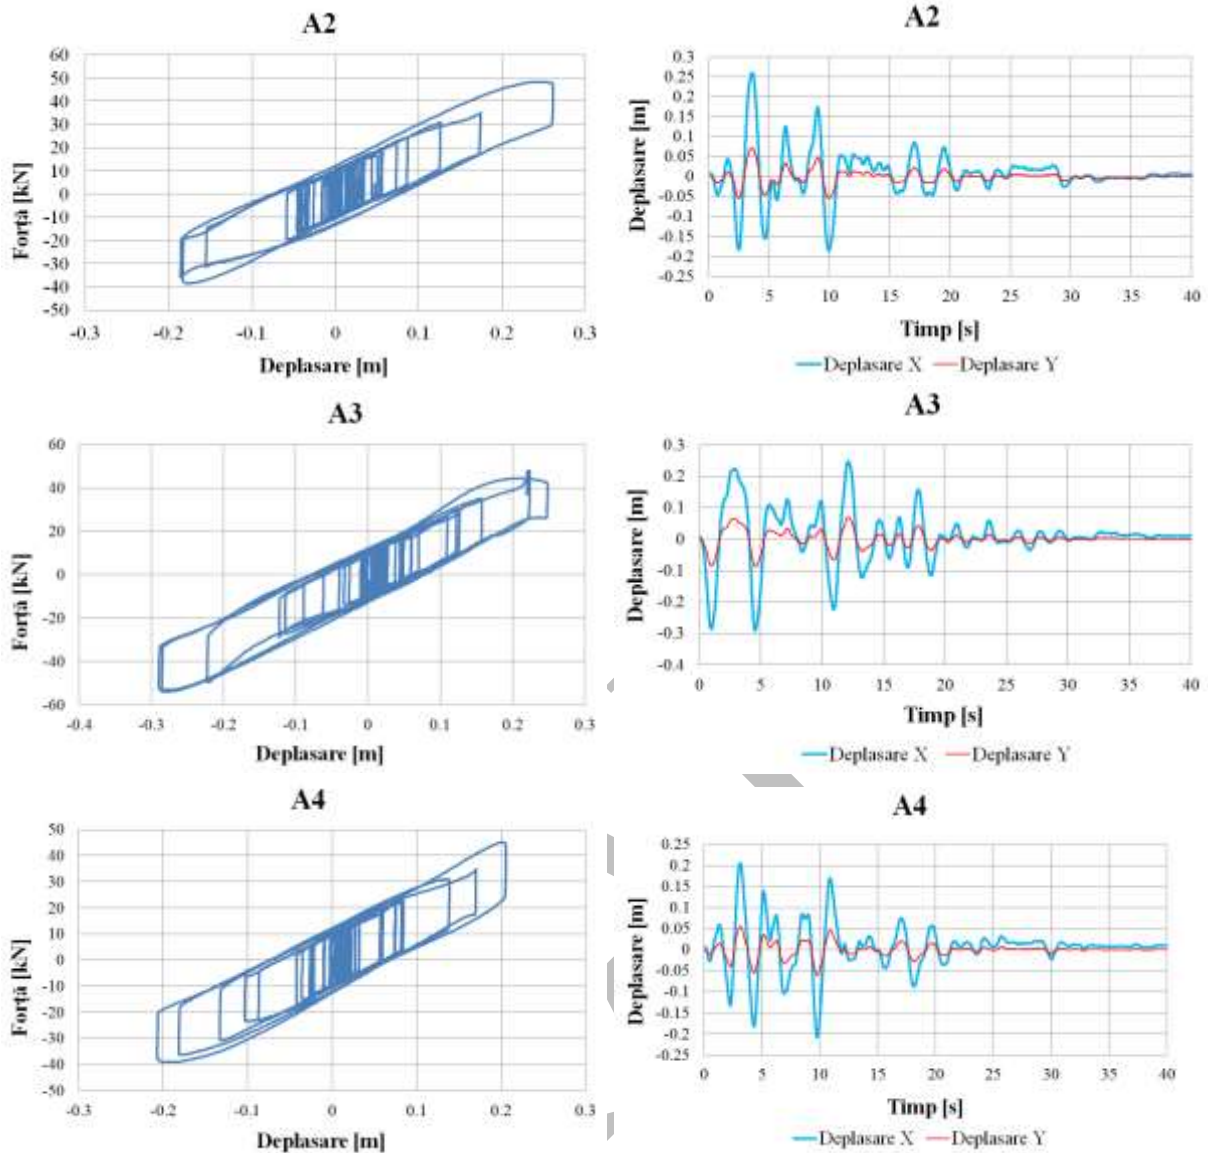 A2
60
50
40
30
20
10
0
-10
-20
-30
-40
-50
-0.3 -0.2 -0.1 0 0.1 0.2 0.3
Forță [kN]
Deplasare [m]
A2
0.3
0.25
0.2
0.15
0.1
0.05
0
-0.05
-0.1
-0.15
-0.2
-0.25
0 5 10 15 20 25 30 35 40
Deplasare [m]
Timp [s]
Deplasare X Deplasare Y
A3
60
40
20
0
-20
-40
-60
-0.4 -0.3 -0.2 -0.1 0 0.1 0.2 0.3
Forță [kN]
Deplasare [m]
A3
0.3
0.2
0.1
0
-0.1
-0.2
-0.3
-0.4
0 5 10 15 20 25 30 35 40
Deplasare [m]
Timp [s]
Deplasare X Deplasare Y
A4
50
40
30
20
10
0
-10
-20
-30
-40
-50
-0.3 -0.2 -0.1 0 0.1 0.2 0.3
Forță [kN]
Deplasare [m]
A4
0.25
0.2
0.15
0.1
0.05
0
-0.05
-0.1
-0.15
-0.2
-0.25
0 5 10 15 20 25 30 35 40
Deplasare [m]
Timp [s]
Deplasare X Deplasare Y